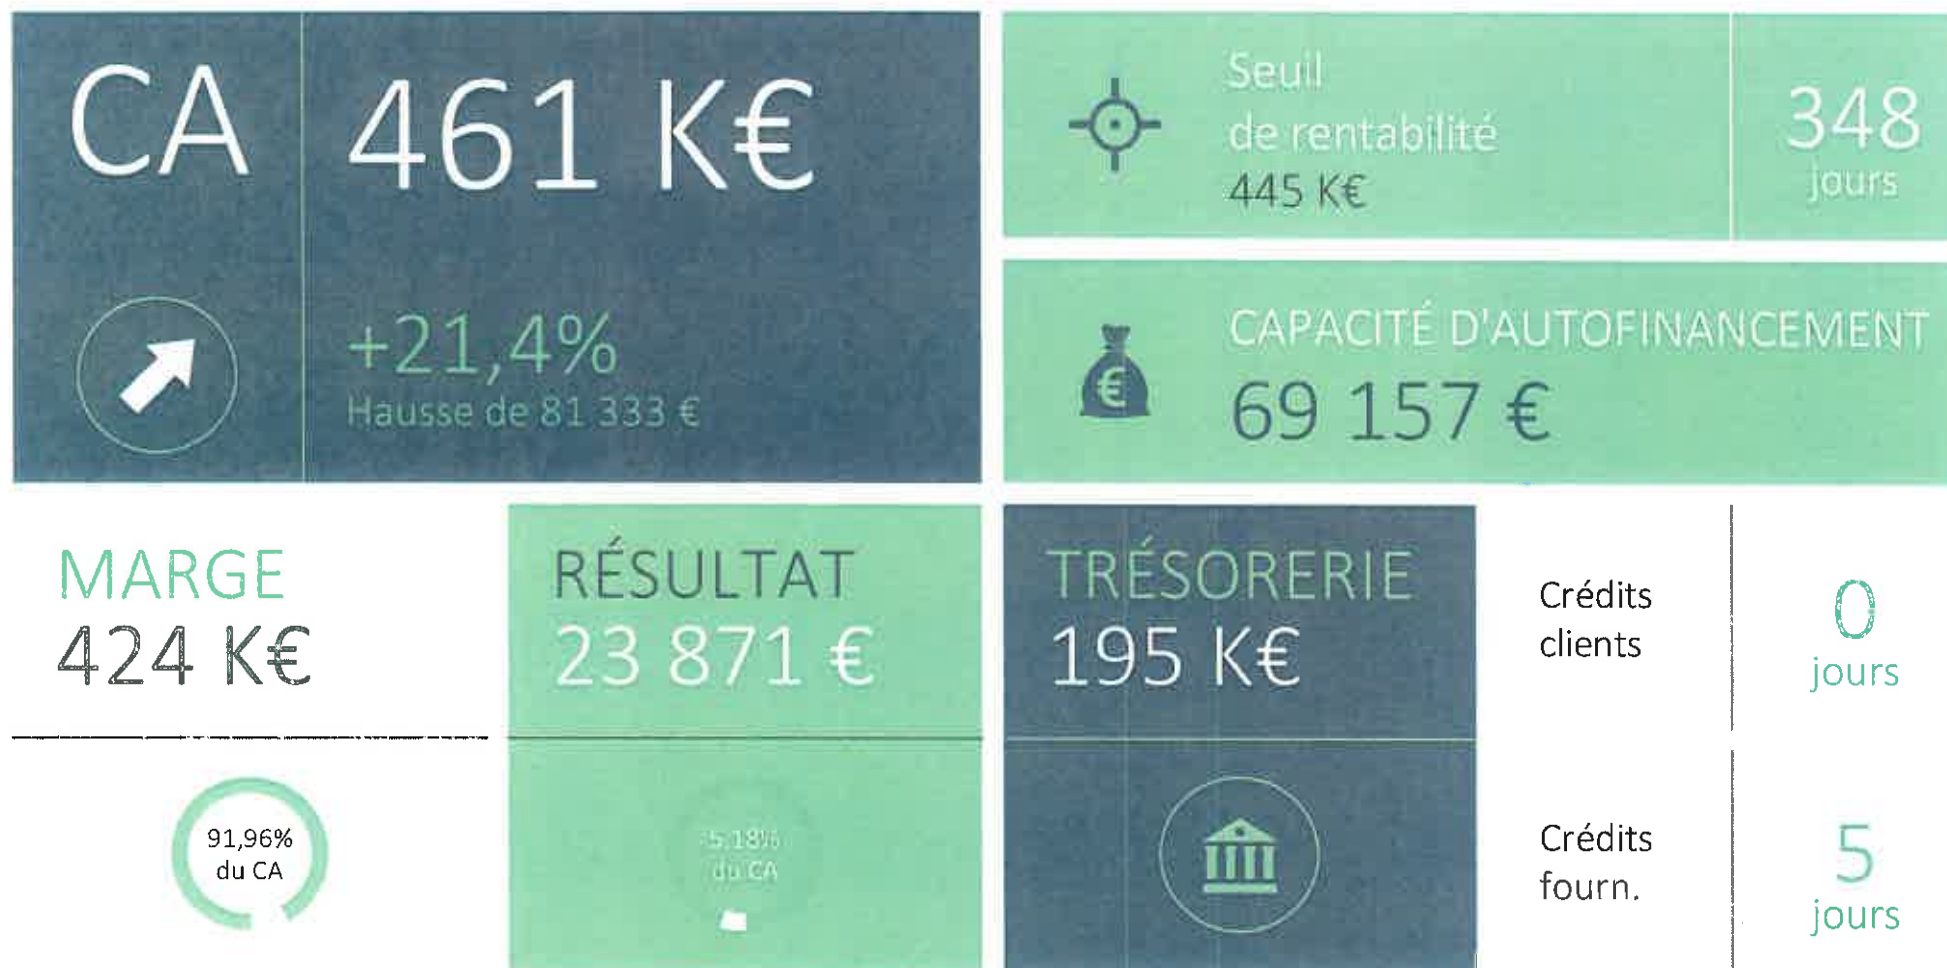 CA
461 K€
+21,4%
Hausse de 81 333 €
Seuil
de rentabilité
445 K€
348
jours
CAPACITÉ D'AUTOFINANCEMENT
€
69 157 €
MARGE
424 K€
91,96%
du CA
RÉSULTAT
23 871 €
5,18%
du CA
TRÉSORERIE
195 K€
Crédits
clients
0
jours
Crédits
fourn.
5
jours